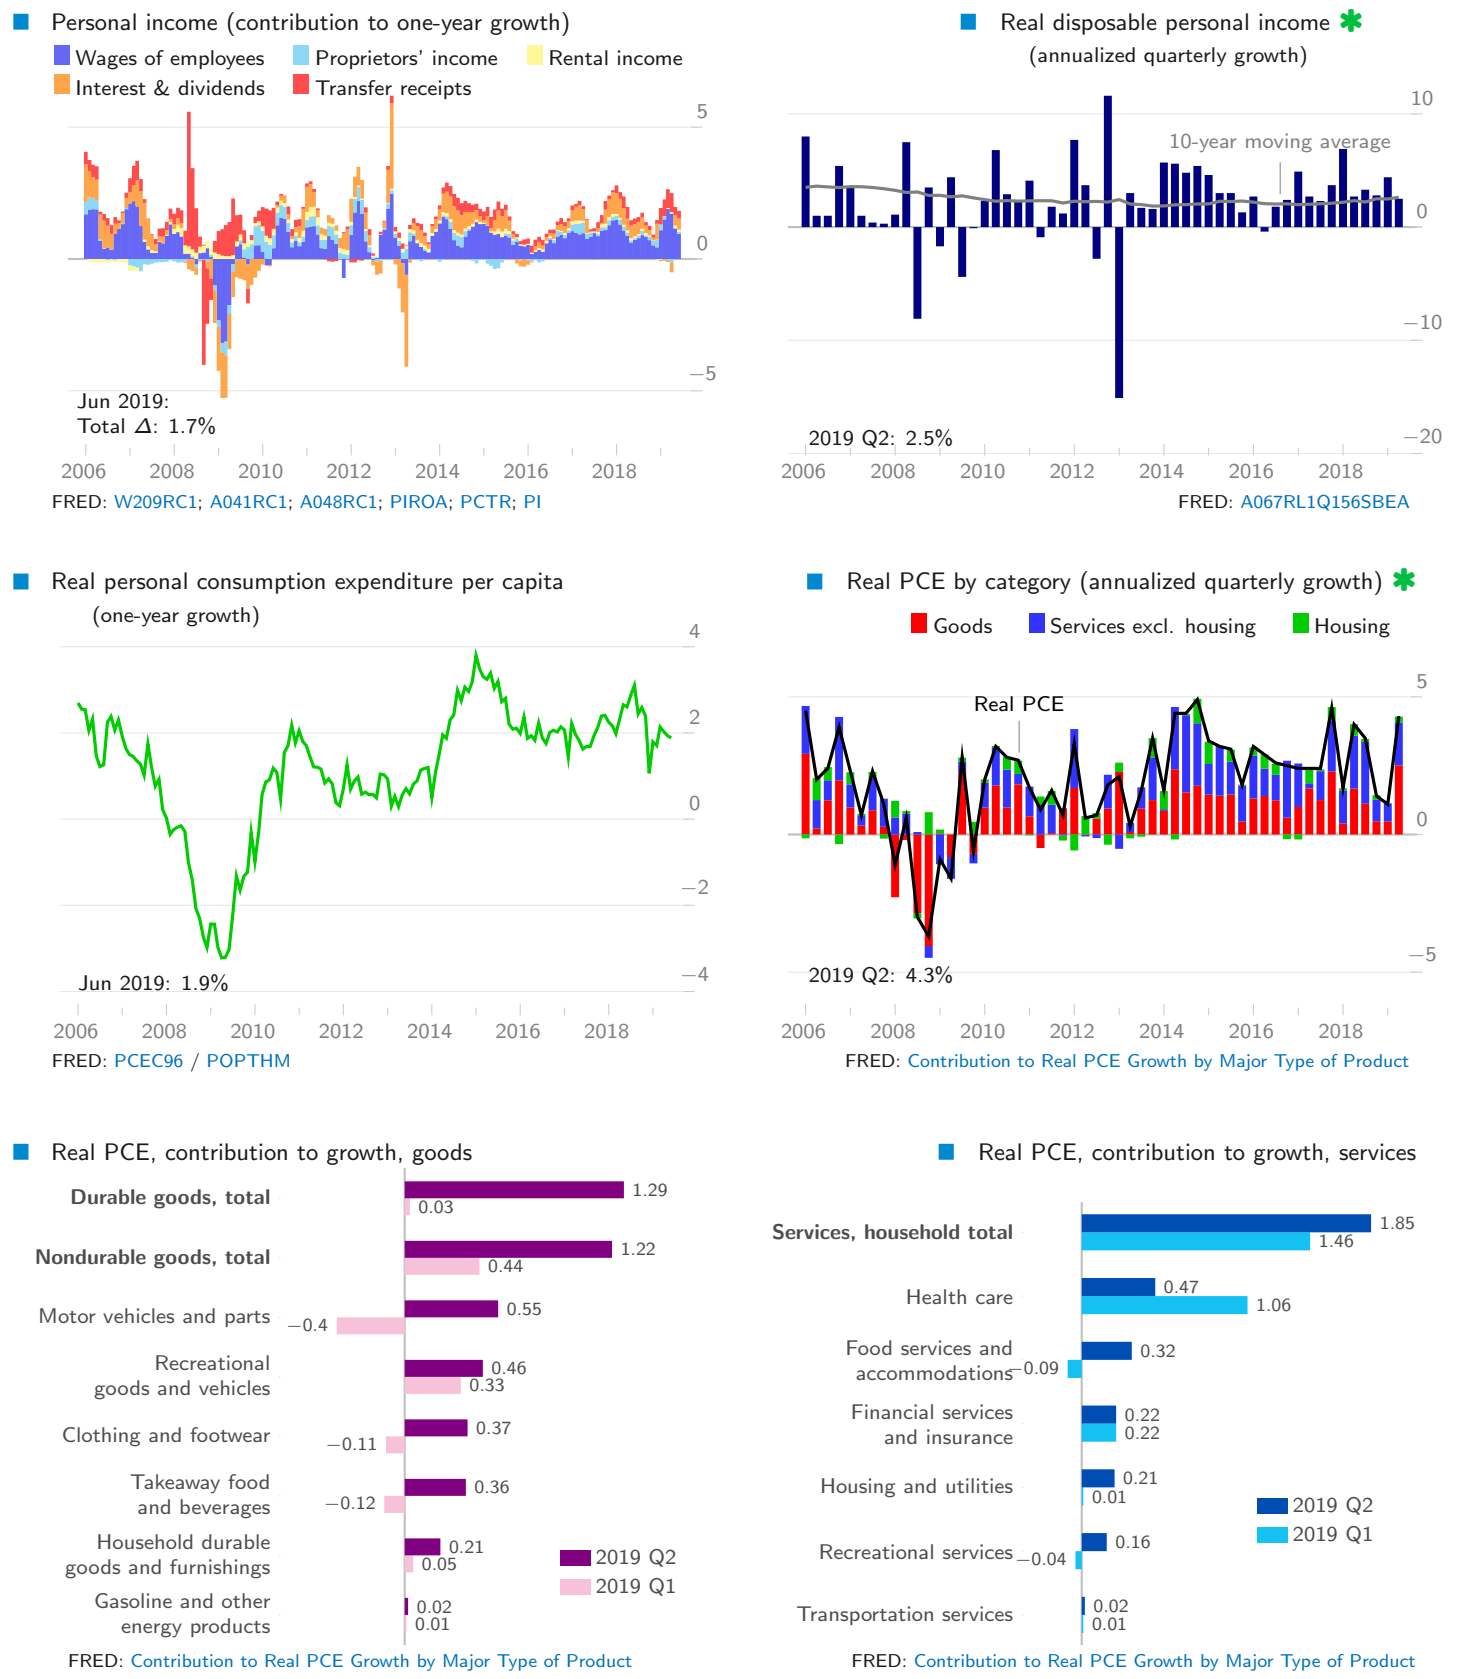 Personal income (contribution to one-year growth)
Wages of employees
Proprietors' income
Rental income
Interest & dividends
Transfer receipts
5
0
−5
Jun 2019:
Total Δ: 1.7%
2006 2008 2010 2012 2014 2016 2018
FRED: W209RC1; A041RC1; A048RC1; PIROA; PCTR; PI
Real disposable personal income ✱
(annualized quarterly growth)
10
10-year moving average
0
−10
2019 Q2: 2.5%
−20
2006 2008 2010 2012 2014 2016 2018
FRED: A067RL1Q156SBEA
Real personal consumption expenditure per capita
(one-year growth)
4
2
0
−2
−4
Jun 2019: 1.9%
2006 2008 2010 2012 2014 2016 2018
FRED: PCEC96 / POPTHM
Real PCE by category (annualized quarterly growth) ✱
Goods
Services excl. housing
Housing
5
Real PCE
0
−5
2019 Q2: 4.3%
2006 2008 2010 2012 2014 2016 2018
FRED: Contribution to Real PCE Growth by Major Type of Product
Real PCE, contribution to growth, goods
Durable goods, total
1.29
0.03
Nondurable goods, total
1.22
0.44
Motor vehicles and parts
0.55
−0.4
Recreational
goods and vehicles
0.46
0.33
Clothing and footwear
0.37
−0.11
Takeaway food
and beverages
0.36
−0.12
Household durable
goods and furnishings
0.21
0.05
Gasoline and other
energy products
0.02
0.01
2019 Q2
2019 Q1
FRED: Contribution to Real PCE Growth by Major Type of Product
Real PCE, contribution to growth, services
Services, household total
1.85
1.46
Health care
0.47
1.06
Food services and
accommodations
0.32
−0.09
Financial services
and insurance
0.22
0.22
Housing and utilities
0.21
0.01
Recreational services
0.16
−0.04
Transportation services
0.02
0.01
2019 Q2
2019 Q1
FRED: Contribution to Real PCE Growth by Major Type of Product